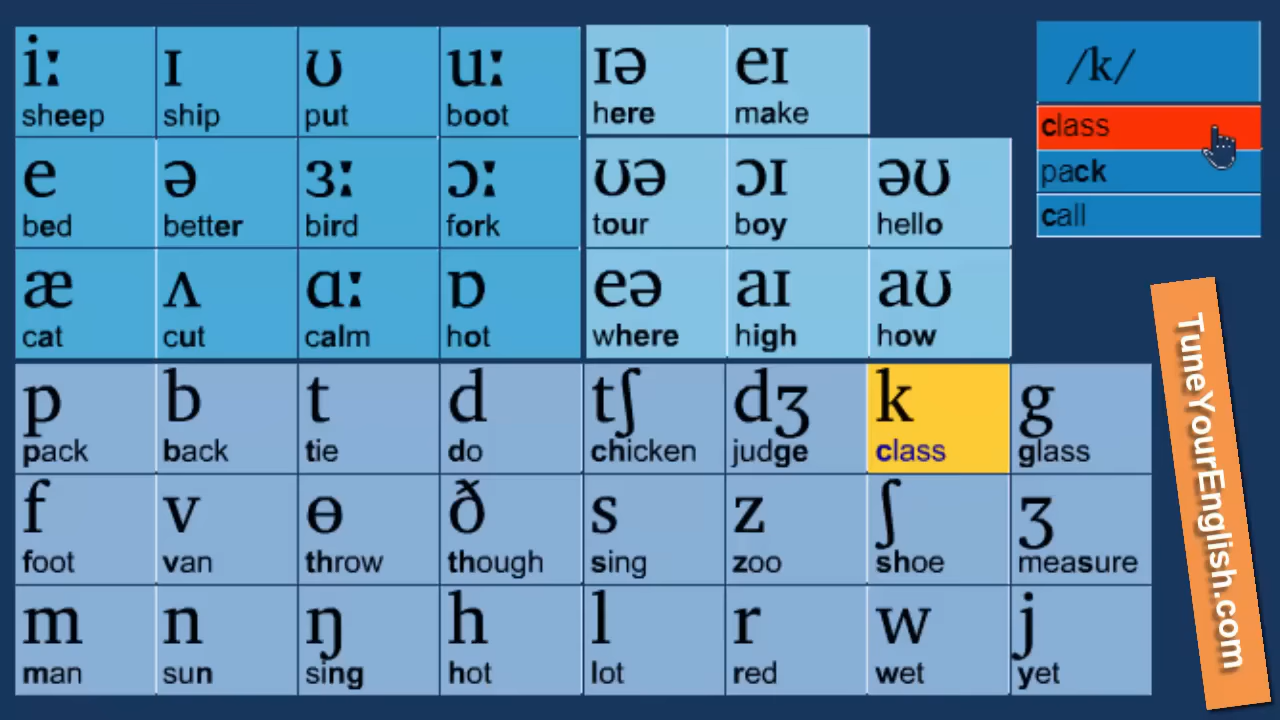 iː ɪ ʊ uː ɪə eɪ
sheep ship put boot here make
e ə ɜː ɔː ʊə ɔɪ əʊ
bed better bird fork tour boy hello
æ ʌ ɑː ɒ eə aɪ aʊ
cat cut calm hot where high how
p b t d tʃ dʒ k g
pack back tie do chicken judge class glass
f v ɵ ð s z ʃ ʒ
foot van throw though sing zoo shoe measure
m n ŋ h l r w j
man sun sing hot lot red wet yet
/k/
class
pack
call
TuneYourEnglish.com